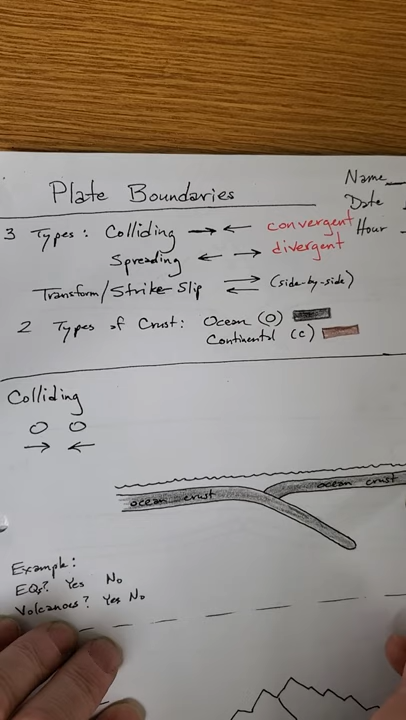 Plate Boundaries
Name
Date
Hour
3 Types: Colliding → ← convergent
Spreading ← → divergent
Transform/Strike-Slip → ← (side-by-side)
2 Types of Crust: Ocean (O)
Continental (C)
Colliding
O O
→ ←
ocean crust
ocean crust
Example:
EQs? Yes No
Volcanoes? Yes No